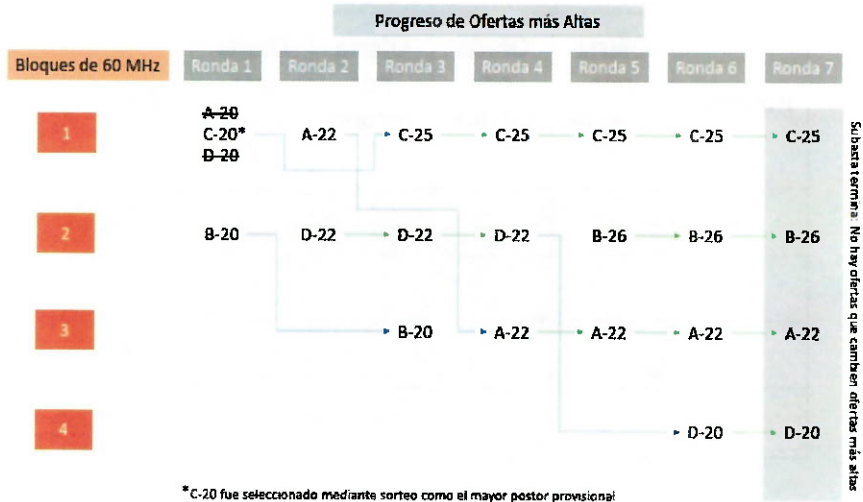 Progreso de Ofertas más Altas
Bloques de 60 MHz Ronda 1 Ronda 2 Ronda 3 Ronda 4 Ronda 5 Ronda 6 Ronda 7
A-20
1 C-20* A-22 C-25 C-25 C-25 C-25 C-25
D-20
2 B-20 D-22 D-22 D-22 B-26 B-26 B-26
3 B-20 A-22 A-22 A-22 A-22
4 D-20 D-20
Subasta termina: No hay ofertas que cambien ofertas más altas
*C-20 fue seleccionado mediante sorteo como el mayor postor provisional